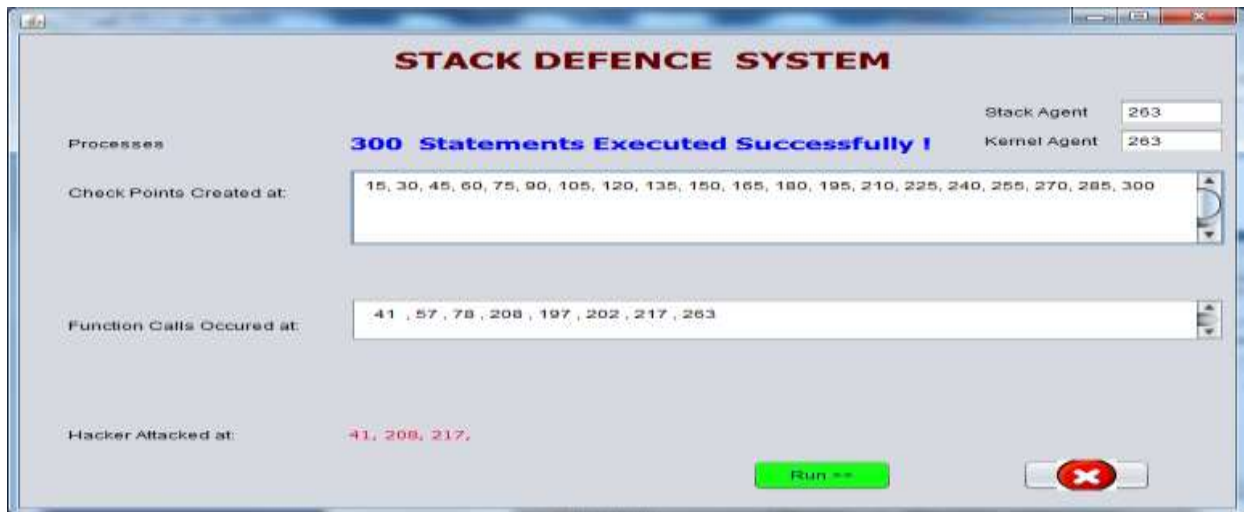 STACK DEFENCE SYSTEM
Stack Agent 263
Processes 300 Statements Executed Successfully ! Kernel Agent 263
Check Points Created at: 15, 30, 45, 60, 75, 90, 105, 120, 135, 150, 165, 180, 195, 210, 225, 240, 255, 270, 285, 300
Function Calls Occured at: 41 , 57 , 78 , 208 , 197 , 202 , 217 , 263
Hacker Attacked at: 41, 208, 217,
Run ==